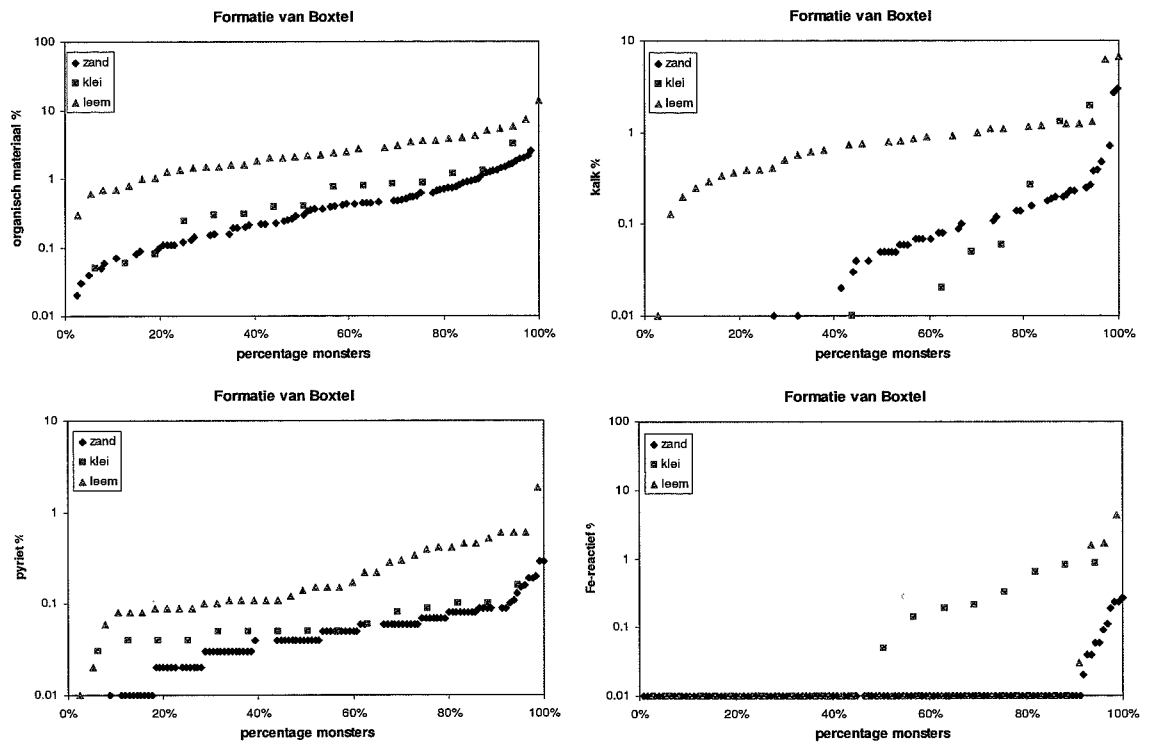 Formatie van Boxtel
organisch materiaal %
100
10
1
0.1
0.01
zand
klei
leem
0% 20% 40% 60% 80% 100%
percentage monsters
Formatie van Boxtel
kalk %
10
1
0.1
0.01
zand
klei
leem
0% 20% 40% 60% 80% 100%
percentage monsters
Formatie van Boxtel
pyriet %
10
1
0.1
0.01
zand
klei
leem
0% 20% 40% 60% 80% 100%
percentage monsters
Formatie van Boxtel
Fe-reactief %
100
10
1
0.1
0.01
zand
klei
leem
0% 20% 40% 60% 80% 100%
percentage monsters